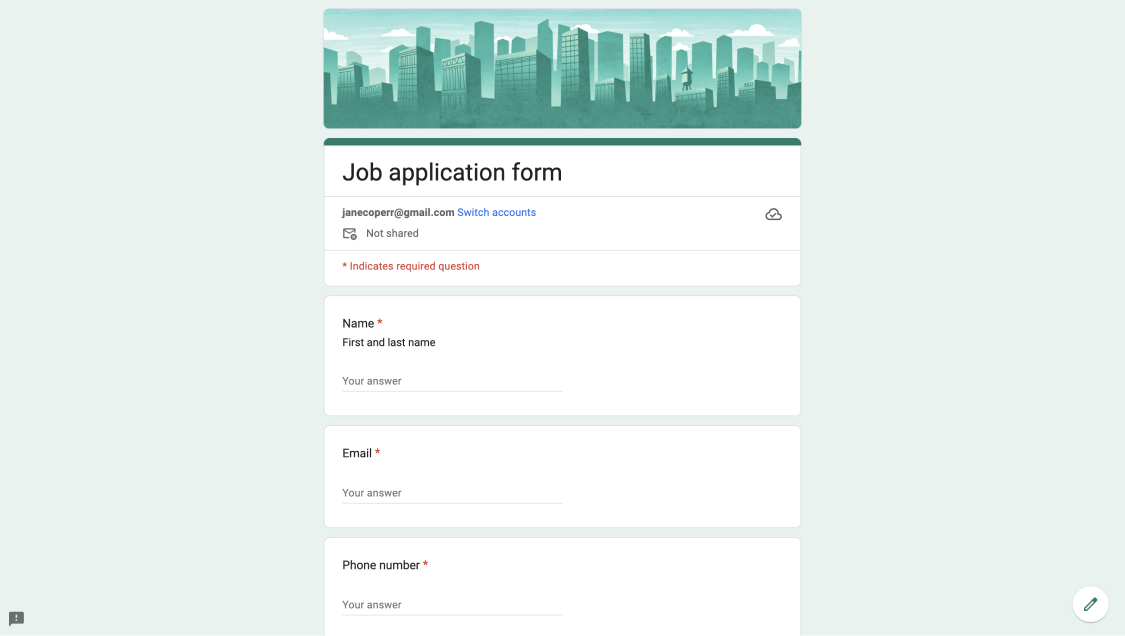 Job application form
janecoperr@gmail.com Switch accounts
Not shared
* Indicates required question
Name *
First and last name
Your answer
Email *
Your answer
Phone number *
Your answer